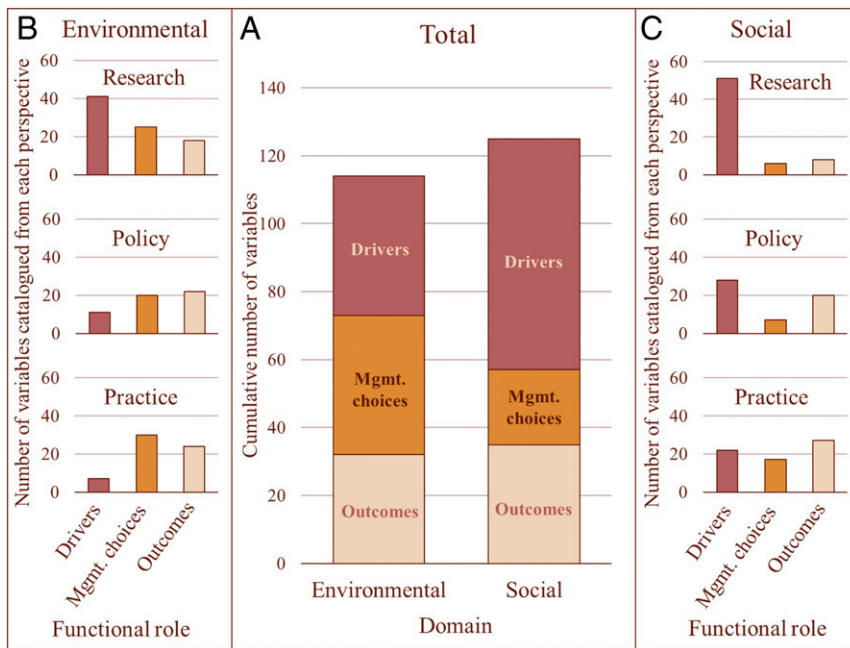 B
Environmental
Number of variables catalogued from each perspective
Research
60
40
20
0
Policy
60
40
20
0
Practice
60
40
20
0
Drivers
Mgmt. choices
Outcomes
Functional role
A
Total
Cumulative number of variables
140
120
100
80
60
40
20
0
Drivers
Mgmt.
choices
Outcomes
Drivers
Mgmt.
choices
Outcomes
Environmental
Social
Domain
C
Social
Number of variables catalogued from each perspective
60
Research
40
20
0
60
Policy
40
20
0
60
Practice
40
20
0
Drivers
Mgmt. choices
Outcomes
Functional role